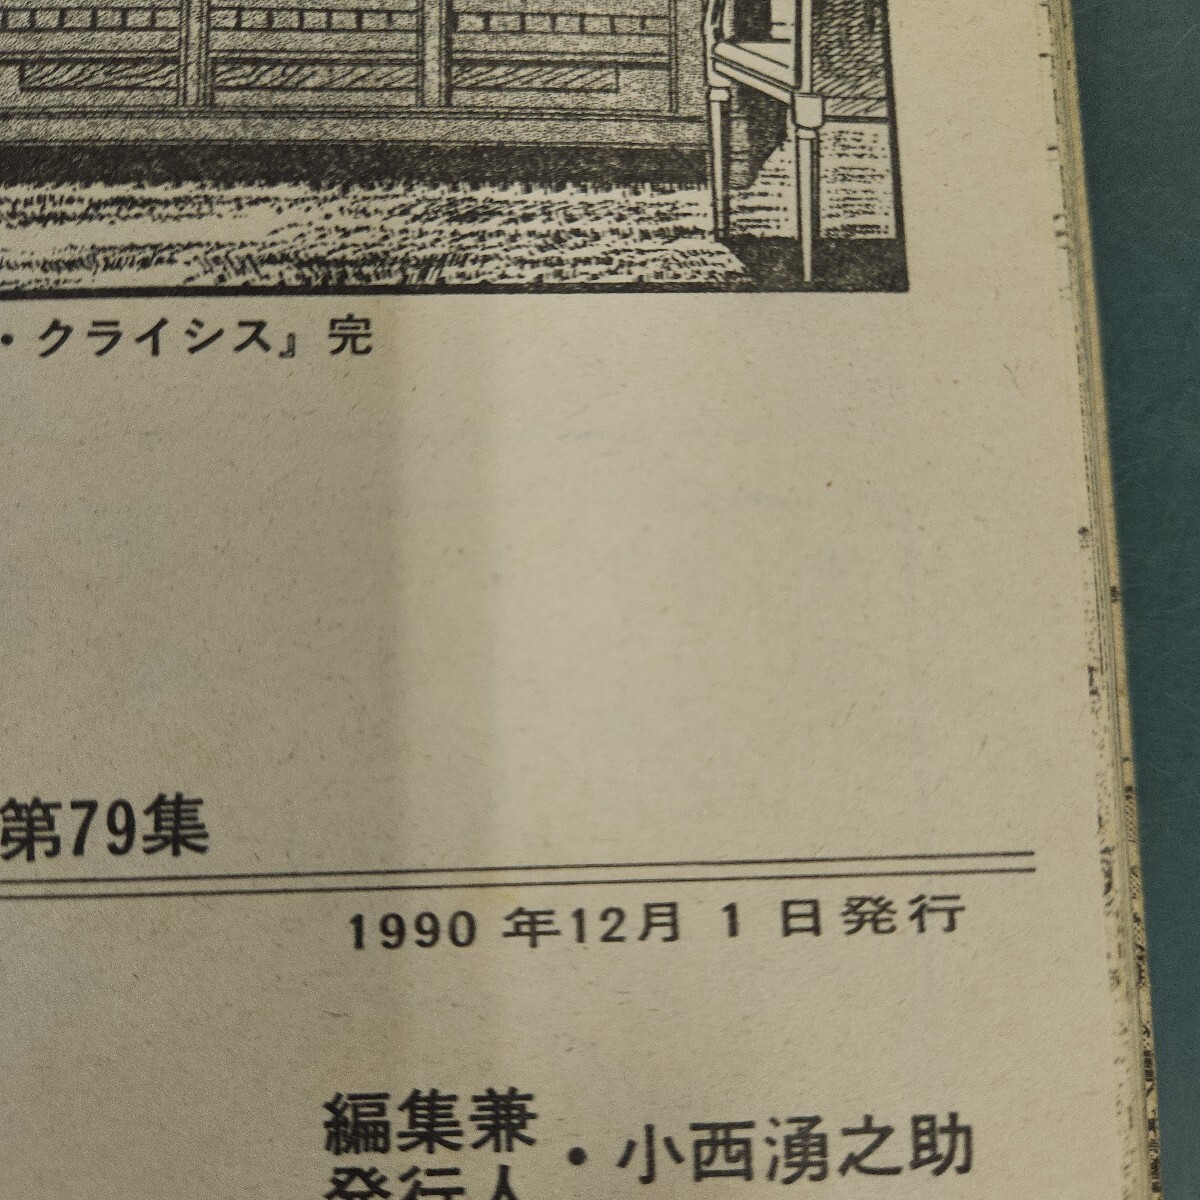 ・クライシス』完
第79集
1990年12月1日発行
編集兼
発行人・小西湧之助